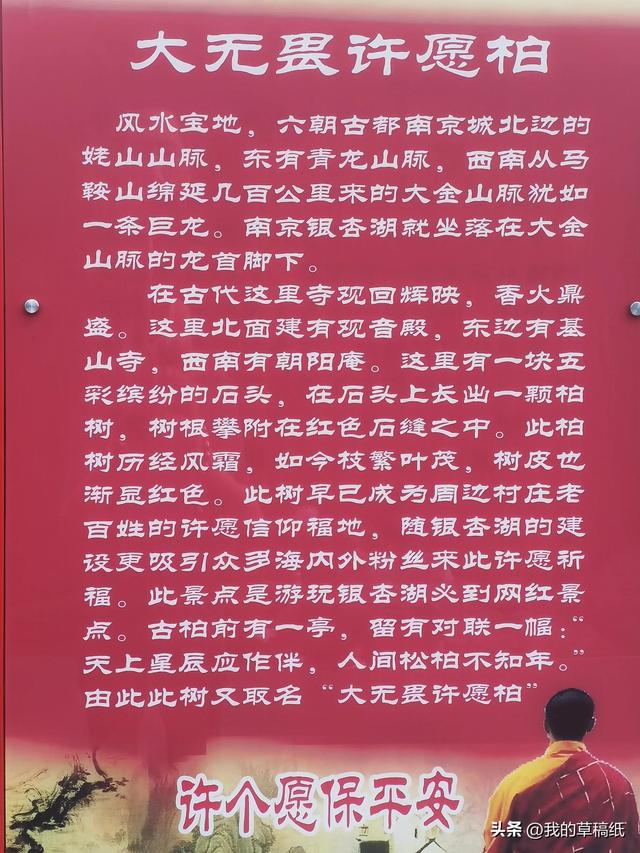 大无畏许愿柏
风水宝地，六朝古都南京城北边的
姥山山脉，东有青龙山脉，西南从马
鞍山绵延几百公里来的大金山脉犹如
一条巨龙。南京银杏湖就坐落在大金
山脉的龙首脚下。
在古代这里寺观回辉映，香火鼎
盛。这里北面建有观音殿，东边有基
山寺，西南有朝阳庵。这里有一块五
彩缤纷的石头，在石头上长出一颗柏
树，树根攀附在红色石缝之中。此柏
树历经风霜，如今枝繁叶茂，树皮也
渐显红色。此树早已成为周边村庄老
百姓的许愿信仰福地，随银杏湖的建
设更吸引众多海内外粉丝来此许愿祈
福。此景点是游玩银杏湖必到网红景
点。古柏前有一亭，留有对联一幅：“
天上星辰应作伴，人间松柏不知年。”
由此此树又取名“大无畏许愿柏”
许个愿保平安
头条 @我的草稿纸